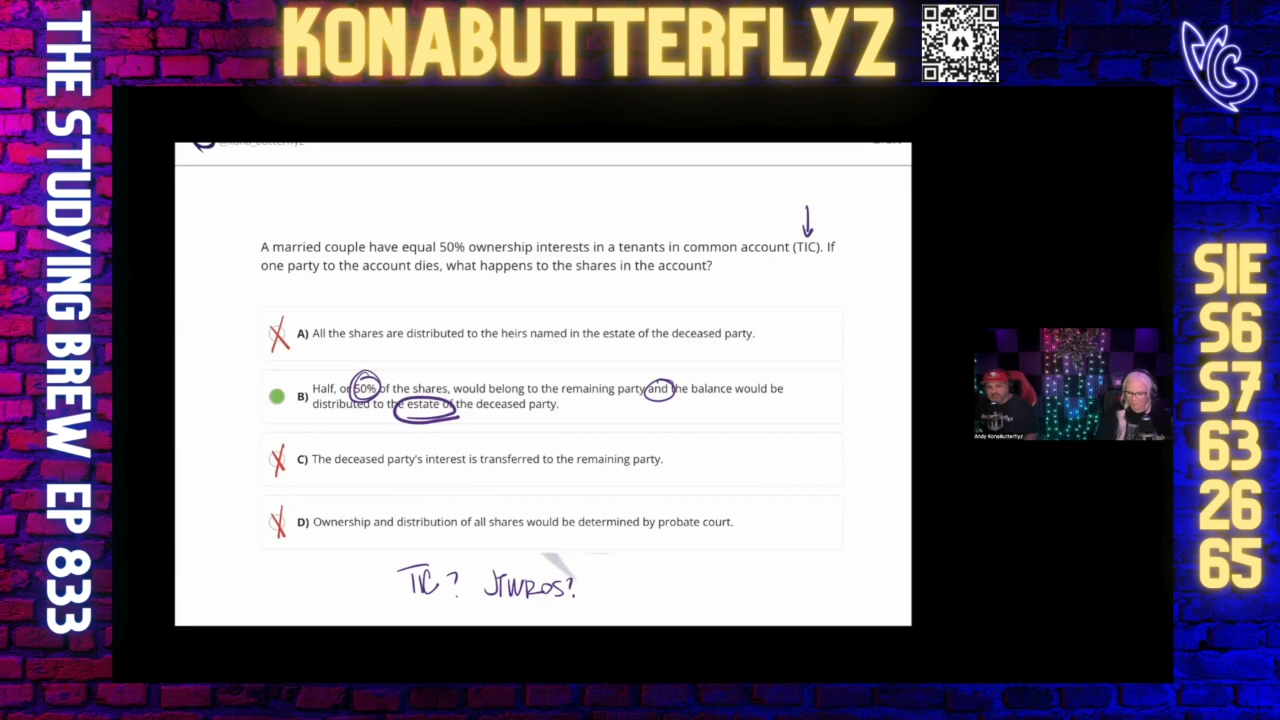 KONABUTTERFLYZ
THE STUDYING BREW EP 833
A married couple have equal 50% ownership interests in a tenants in common account (TIC). If
one party to the account dies, what happens to the shares in the account?
A) All the shares are distributed to the heirs named in the estate of the deceased party.
B) Half, or 50% of the shares, would belong to the remaining party and the balance would be
distributed to the estate of the deceased party.
C) The deceased party's interest is transferred to the remaining party.
D) Ownership and distribution of all shares would be determined by probate court.
TIC? JTWROS?
Andy KonaButterflyz
SIE
S6
S7
63
26
65